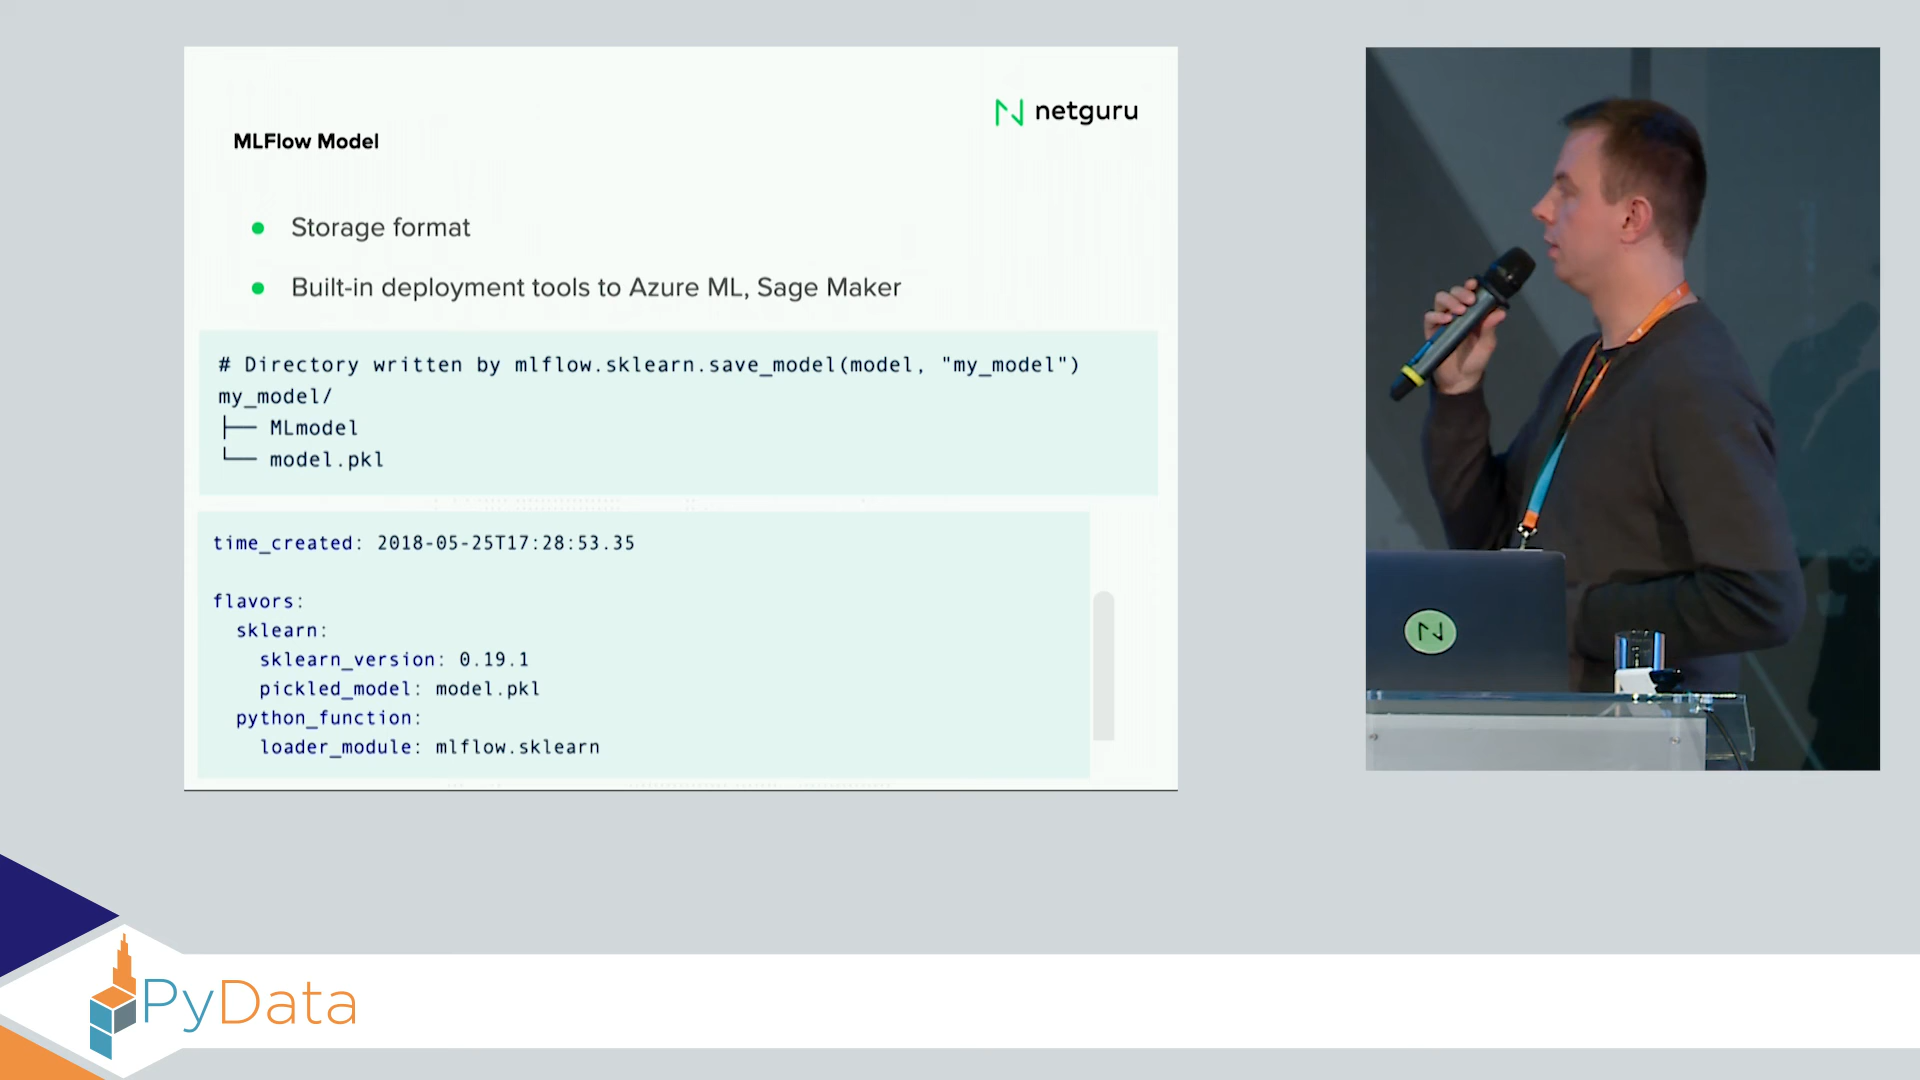 netguru
MLFlow Model
Storage format
Built-in deployment tools to Azure ML, Sage Maker
# Directory written by mlflow.sklearn.save_model(model, "my_model")
my_model/
├── MLmodel
└── model.pkl
time_created: 2018-05-25T17:28:53.35
flavors:
sklearn:
sklearn_version: 0.19.1
pickled_model: model.pkl
python_function:
loader_module: mlflow.sklearn
PyData